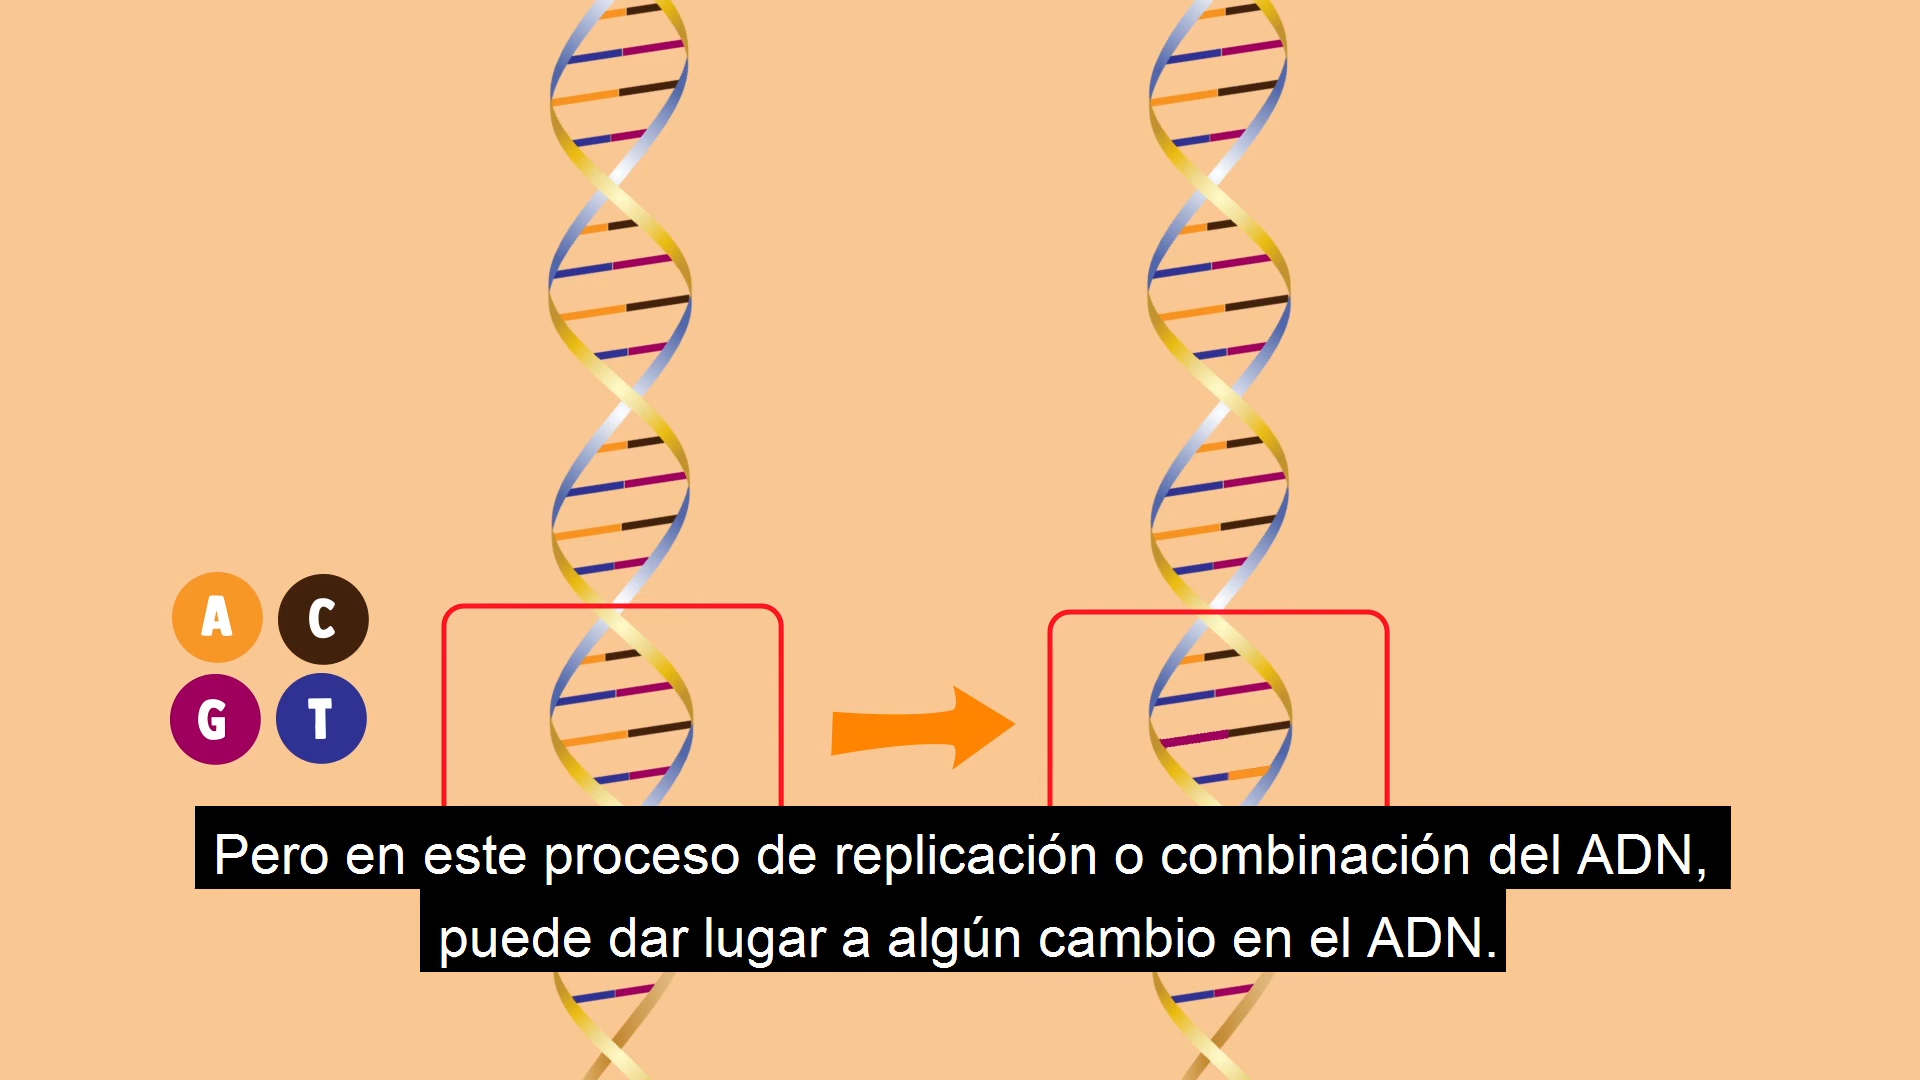 A C
G T
Pero en este proceso de replicación o combinación del ADN,
puede dar lugar a algún cambio en el ADN.